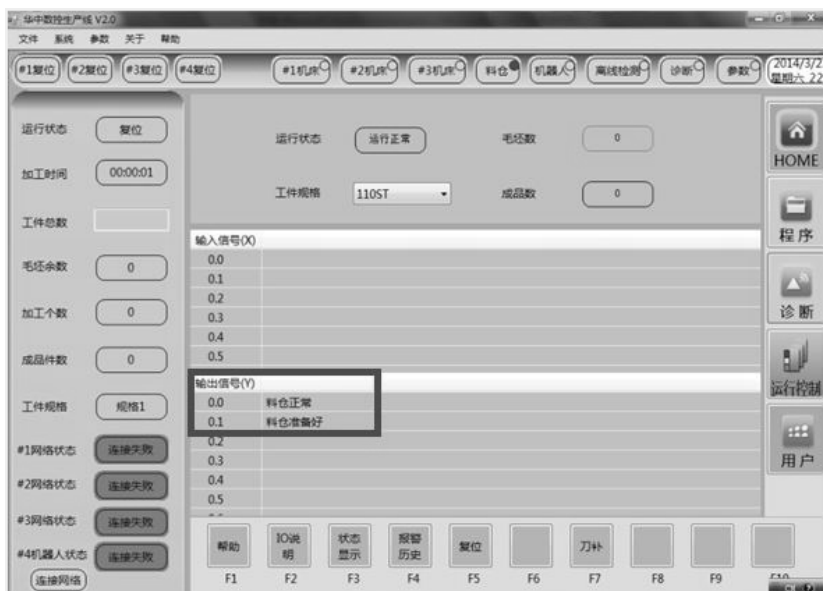 华中数控生产线 V2.0
文件 系统 参数 关于 帮助
#1复位 #2复位 #3复位 #4复位 #1机床 #2机床 #3机床 料仓 机器人 离线检测 诊断 参数 2014/3/2
星期六 22
运行状态 复位
加工时间 00:00:01
工件总数
毛坯余数 0
加工个数 0
成品件数 0
工件规格 规格1
#1网络状态 连接失败
#2网络状态 连接失败
#3网络状态 连接失败
#4机器人状态 连接失败
连接网络
运行状态 运行正常 毛坯数 0
工件规格 110ST 成品数 0
输入信号(X)
0.0
0.1
0.2
0.3
0.4
0.5
输出信号(Y)
0.0 料仓正常
0.1 料仓准备好
0.2
0.3
0.4
0.5
HOME
程序
诊断
运行控制
用户
帮助 IO说明 状态显示 报警历史 复位 刀补
F1 F2 F3 F4 F5 F6 F7 F8 F9 F10